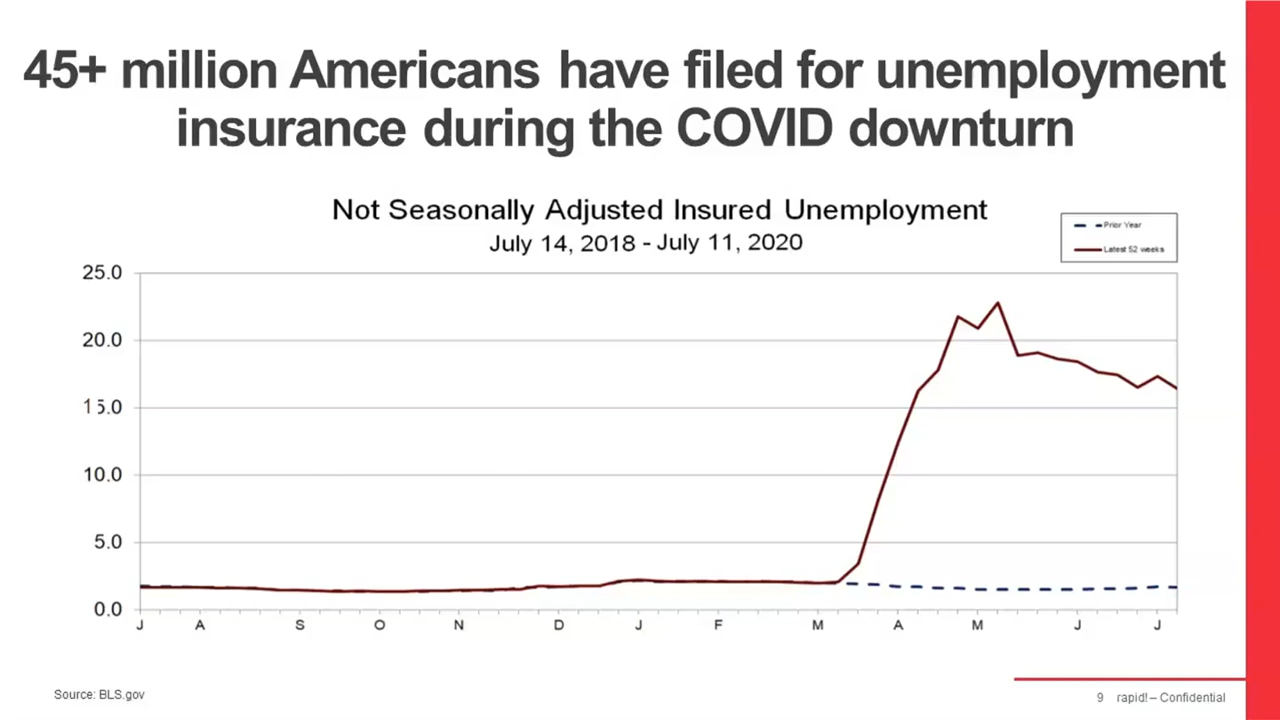 45+ million Americans have filed for unemployment
insurance during the COVID downturn
Not Seasonally Adjusted Insured Unemployment
July 14, 2018 - July 11, 2020
Prior Year
Latest 52 weeks
25.0
20.0
15.0
10.0
5.0
0.0
J A S O N D J F M A M J J
Source: BLS.gov
9 rapid! – Confidential